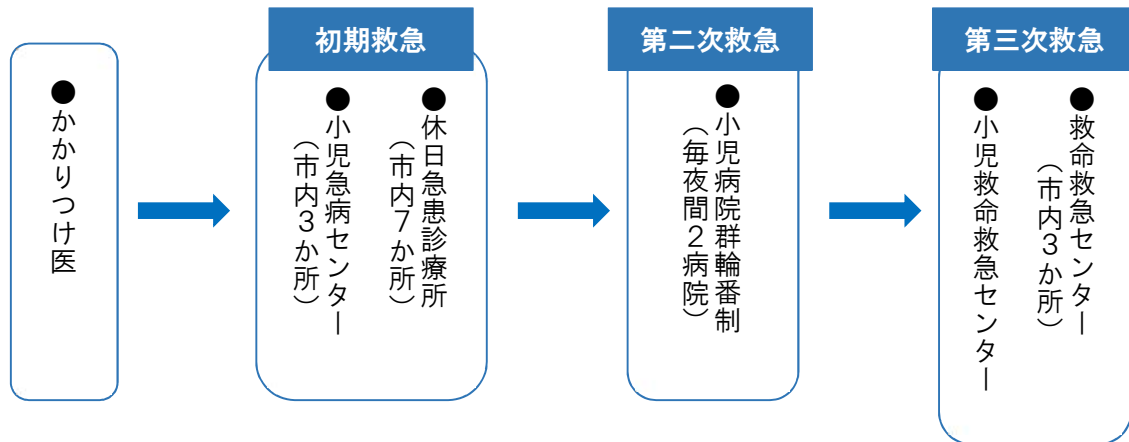 ●かかりつけ医
初期救急
●休日急患診療所
（市内７か所）
●小児急病センター
（市内３か所）
第二次救急
●小児病院群輪番制
（毎夜間２病院）
第三次救急
●救命救急センター
（市内３か所）
●小児救命救急センター